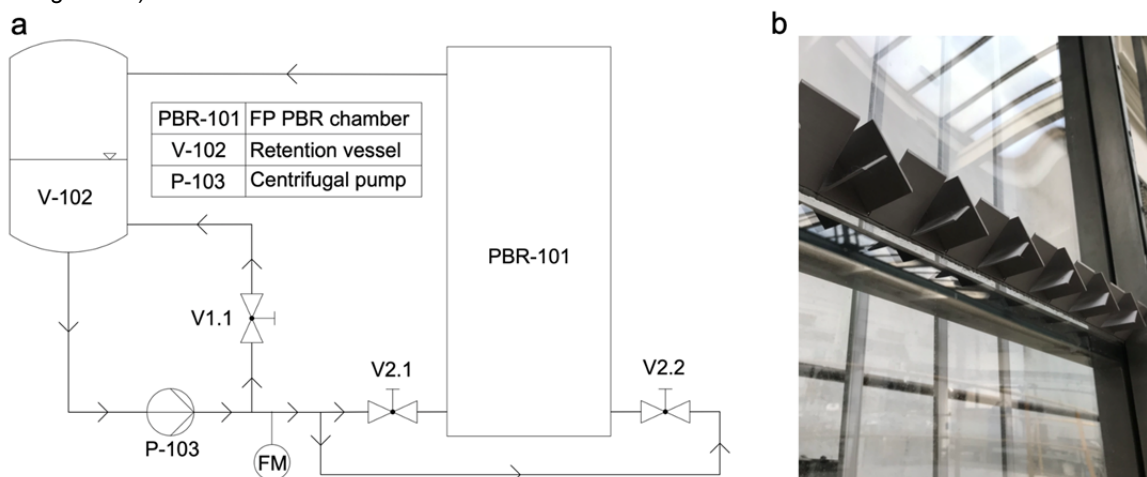 a
b
PBR-101 FP PBR chamber
V-102 Retention vessel
P-103 Centrifugal pump
V-102
PBR-101
V1.1
V2.1
V2.2
P-103
FM